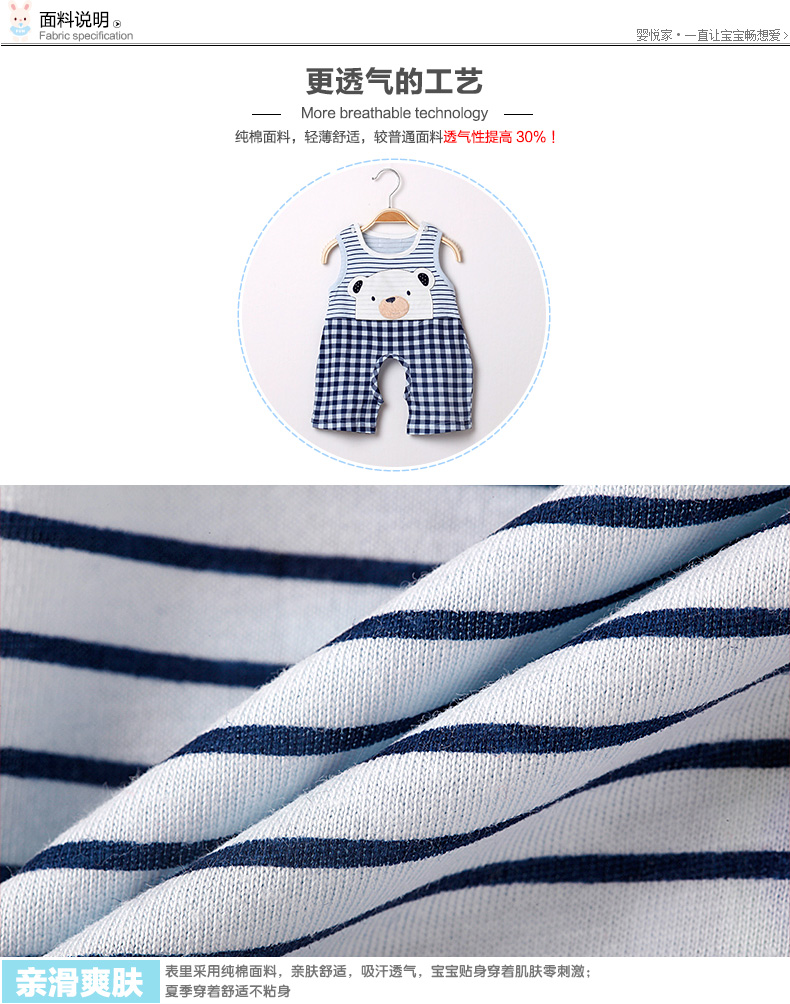 面料说明
Fabric specification
婴悦家·一直让宝宝畅想爱>
更透气的工艺
More breathable technology
纯棉面料，轻薄舒适，较普通面料透气性提高 30%！
亲滑爽肤
表里采用纯棉面料，亲肤舒适，吸汗透气，宝宝贴身穿着肌肤零刺激；
夏季穿着舒适不粘身